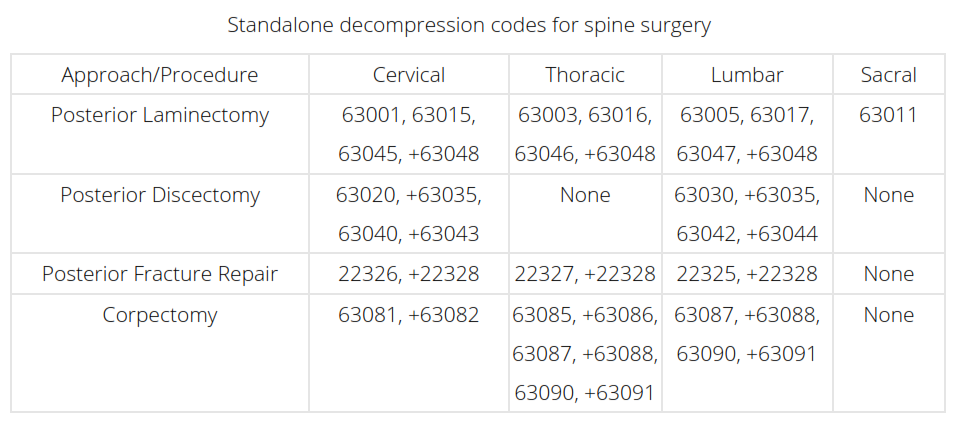 Standalone decompression codes for spine surgery
Approach/Procedure Cervical Thoracic Lumbar Sacral
Posterior Laminectomy 63001, 63015, 63003, 63016, 63005, 63017, 63011
63045, +63048 63046, +63048 63047, +63048
Posterior Discectomy 63020, +63035, None 63030, +63035, None
63040, +63043 63042, +63044
Posterior Fracture Repair 22326, +22328 22327, +22328 22325, +22328 None
Corpectomy 63081, +63082 63085, +63086, 63087, +63088, None
63087, +63088, 63090, +63091
63090, +63091